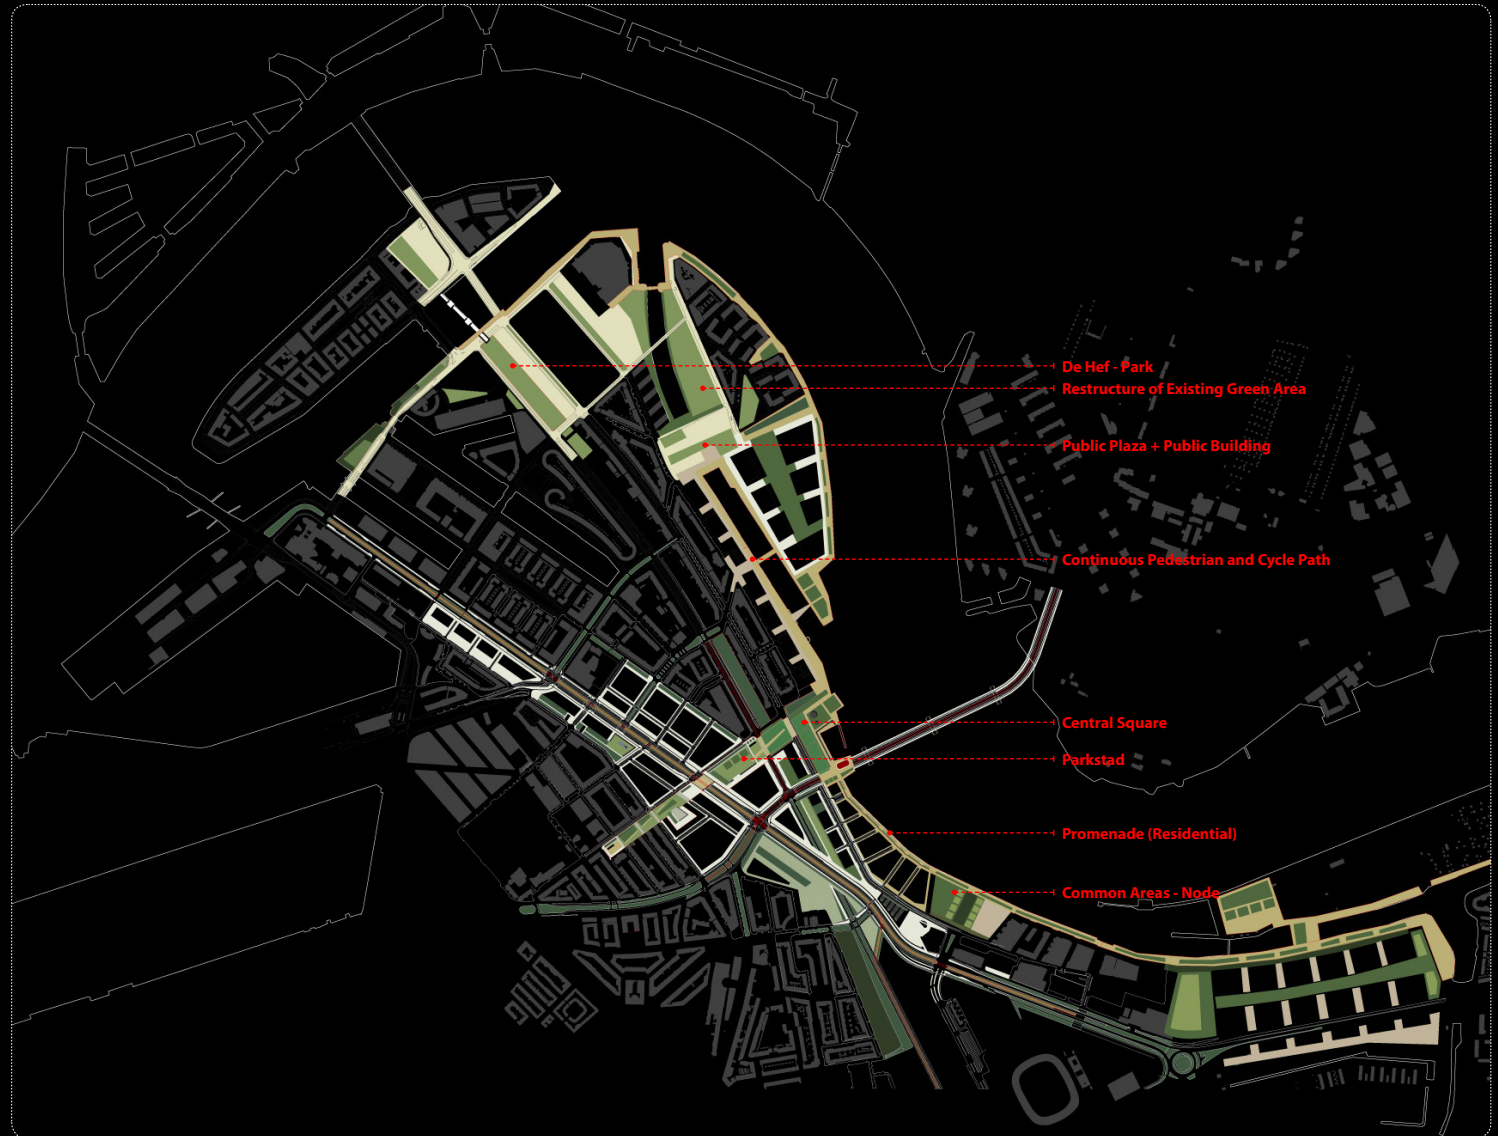 De Hef - Park
Restructure of Existing Green Area
Public Plaza + Public Building
Continuous Pedestrian and Cycle Path
Central Square
Parkstad
Promenade (Residential)
Common Areas - Node